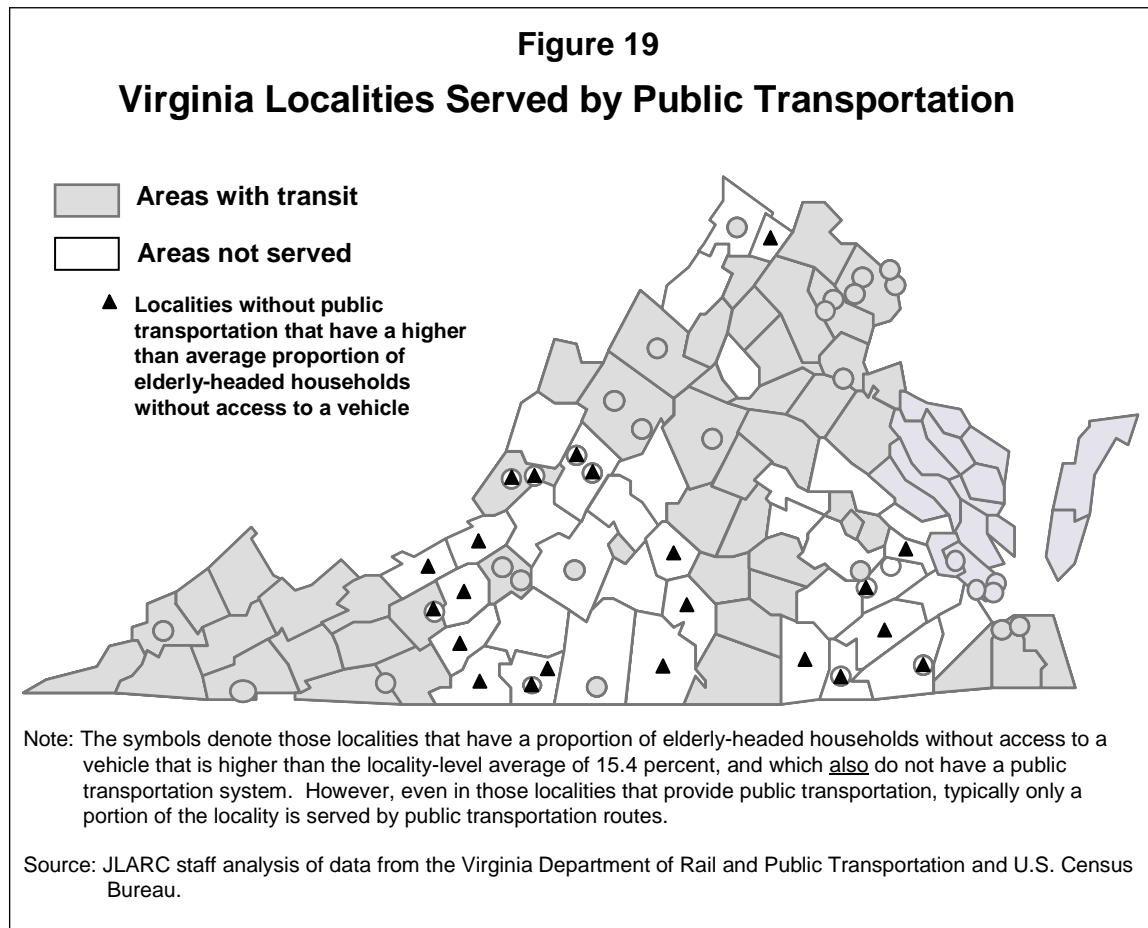 Figure 19
Virginia Localities Served by Public Transportation
Areas with transit
Areas not served
Localities without public
transportation that have a higher
than average proportion of
elderly-headed households
without access to a vehicle
Note: The symbols denote those localities that have a proportion of elderly-headed households without access to a
vehicle that is higher than the locality-level average of 15.4 percent, and which also do not have a public
transportation system.  However, even in those localities that provide public transportation, typically only a
portion of the locality is served by public transportation routes.
Source: JLARC staff analysis of data from the Virginia Department of Rail and Public Transportation and U.S. Census
Bureau.